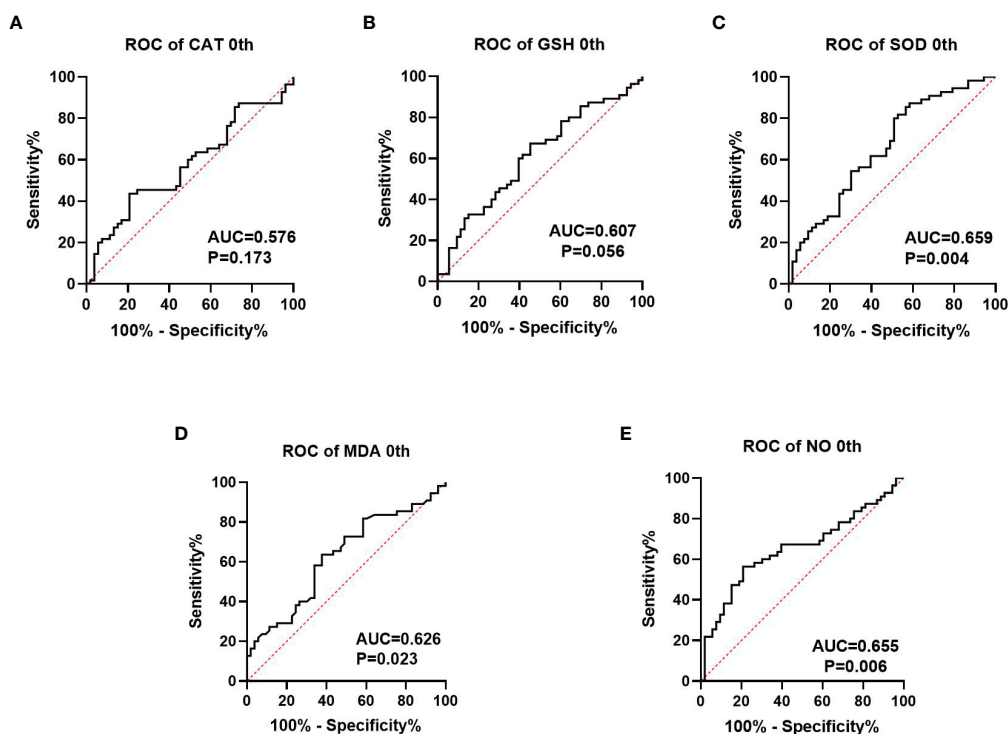 A
ROC of CAT 0th
100
80
60
40
20
0
Sensitivity%
AUC=0.576
P=0.173
0 20 40 60 80 100
100% - Specificity%
B
ROC of GSH 0th
100
80
60
40
20
0
Sensitivity%
AUC=0.607
P=0.056
0 20 40 60 80 100
100% - Specificity%
C
ROC of SOD 0th
100
80
60
40
20
0
Sensitivity%
AUC=0.659
P=0.004
0 20 40 60 80 100
100% - Specificity%
D
ROC of MDA 0th
100
80
60
40
20
0
Sensitivity%
AUC=0.626
P=0.023
0 20 40 60 80 100
100% - Specificity%
E
ROC of NO 0th
100
80
60
40
20
0
Sensitivity%
AUC=0.655
P=0.006
0 20 40 60 80 100
100% - Specificity%